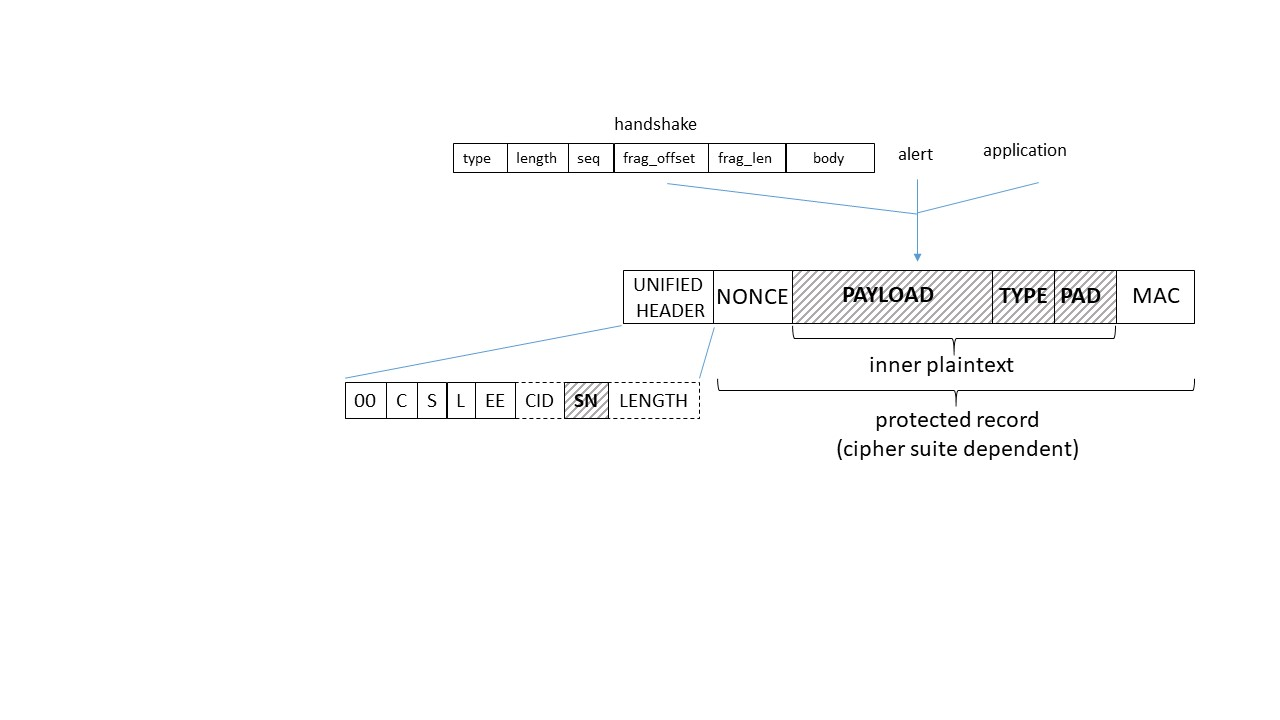 handshake
type length seq frag_offset frag_len body
alert
application
UNIFIED
HEADER
NONCE PAYLOAD TYPE PAD MAC
inner plaintext
00 C S L EE CID SN LENGTH
protected record
(cipher suite dependent)